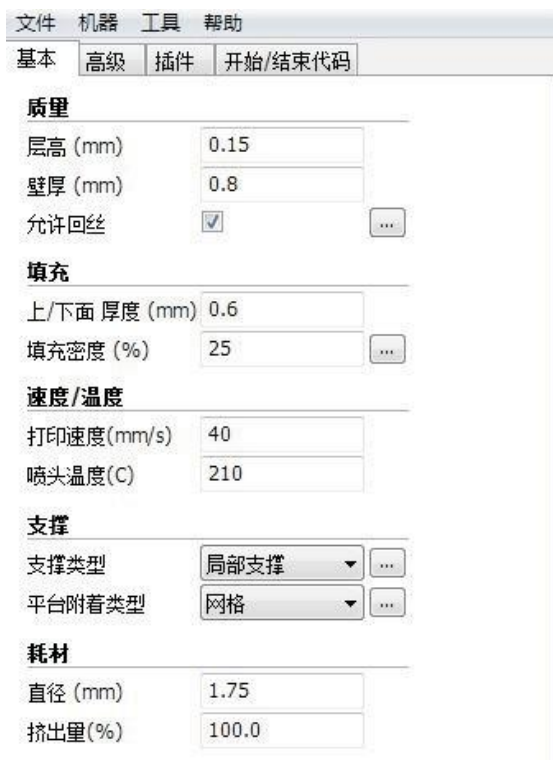 文件 机器 工具 帮助
基本 高级 插件 开始/结束代码
质量
层高 (mm) 0.15
壁厚 (mm) 0.8
允许回丝 ...
填充
上/下面 厚度 (mm) 0.6
填充密度 (%) 25 ...
速度/温度
打印速度(mm/s) 40
喷头温度(C) 210
支撑
支撑类型 局部支撑 ...
平台附着类型 网格 ...
耗材
直径 (mm) 1.75
挤出量(%) 100.0